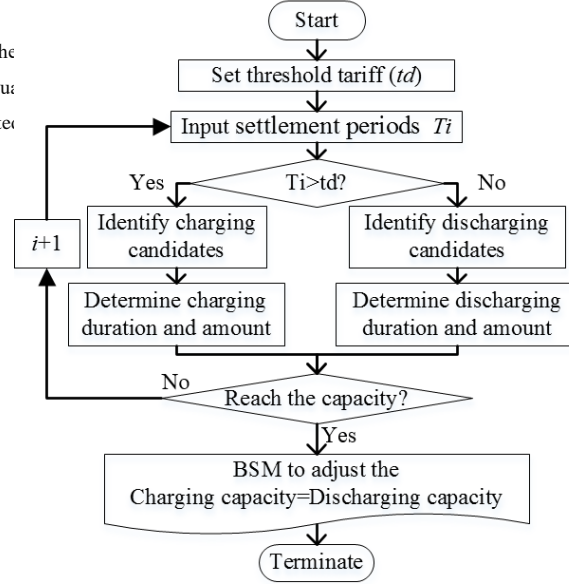 Start
Set threshold tariff (td)
Input settlement periods Ti
Ti>td?
Yes
No
Identify charging
candidates
Identify discharging
candidates
i+1
Determine charging
duration and amount
Determine discharging
duration and amount
No
Reach the capacity?
Yes
BSM to adjust the
Charging capacity=Discharging capacity
Terminate